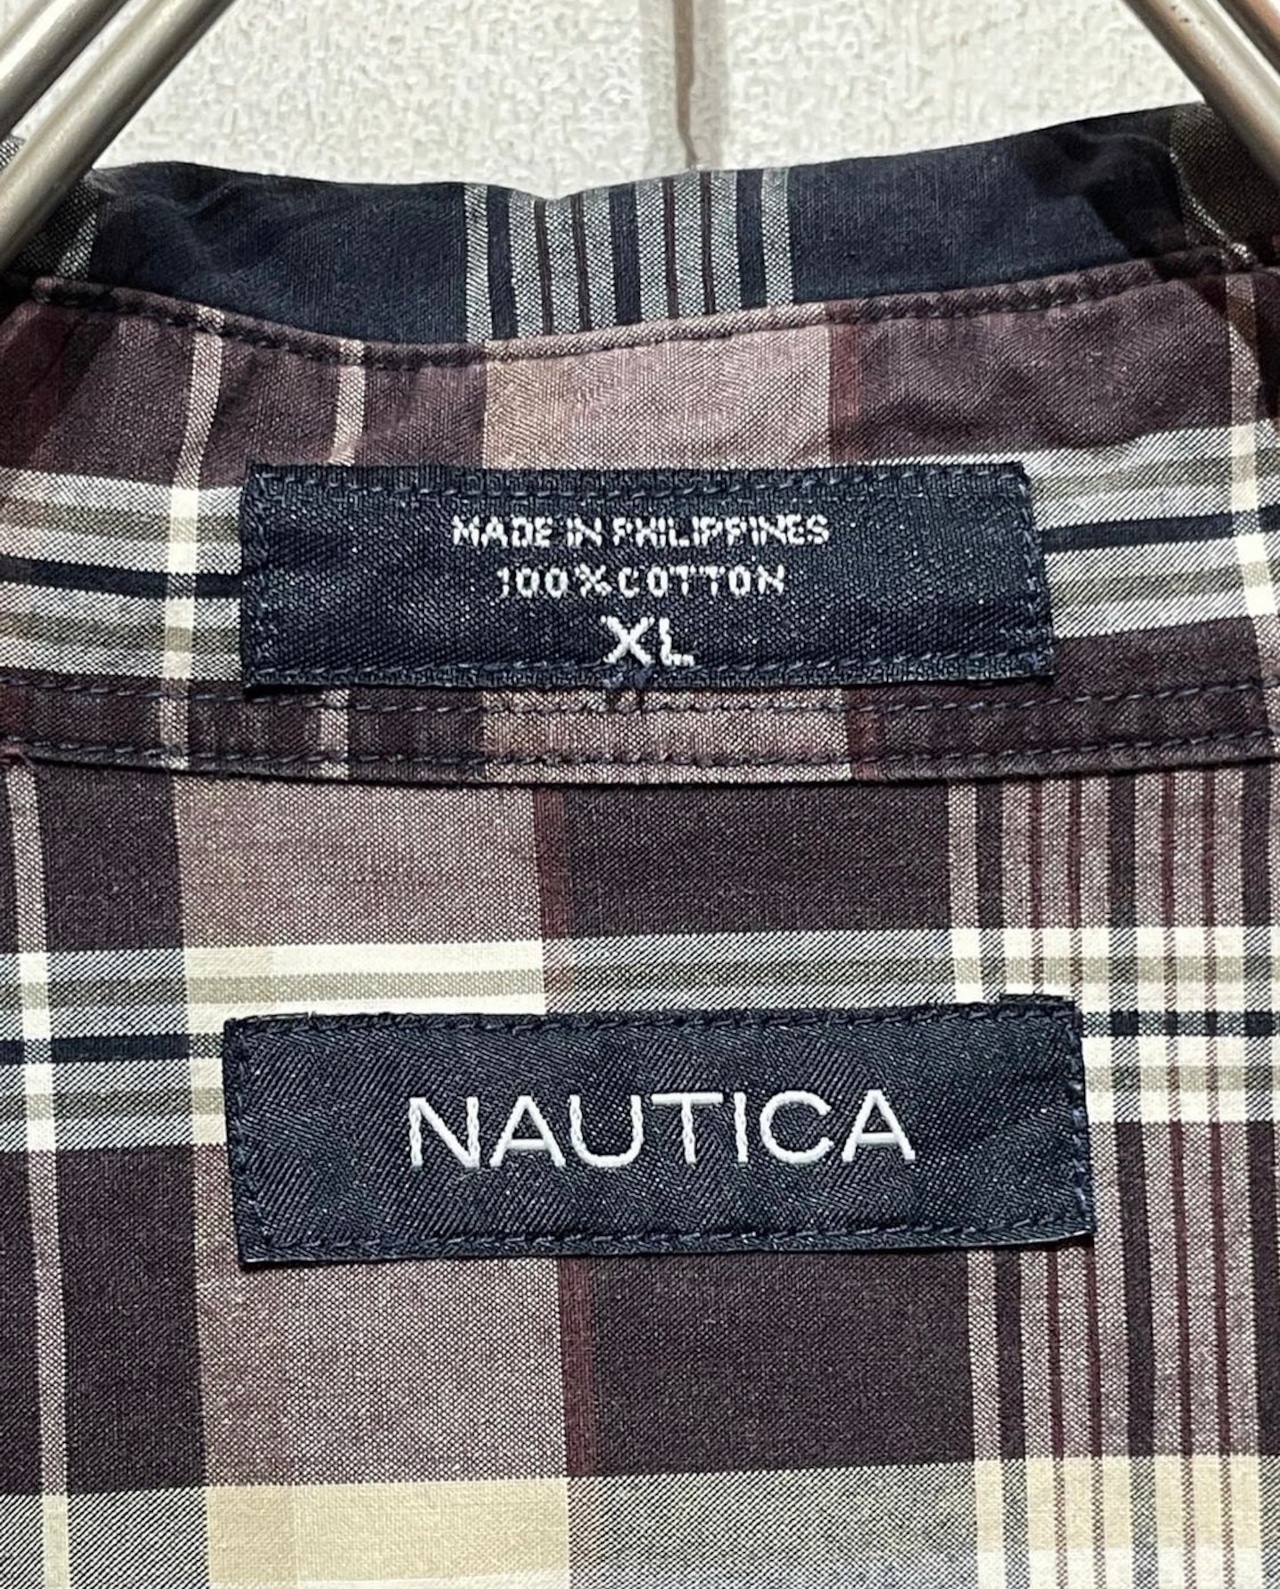 MADE IN PHILIPPINES
100% COTTON
XL
NAUTICA